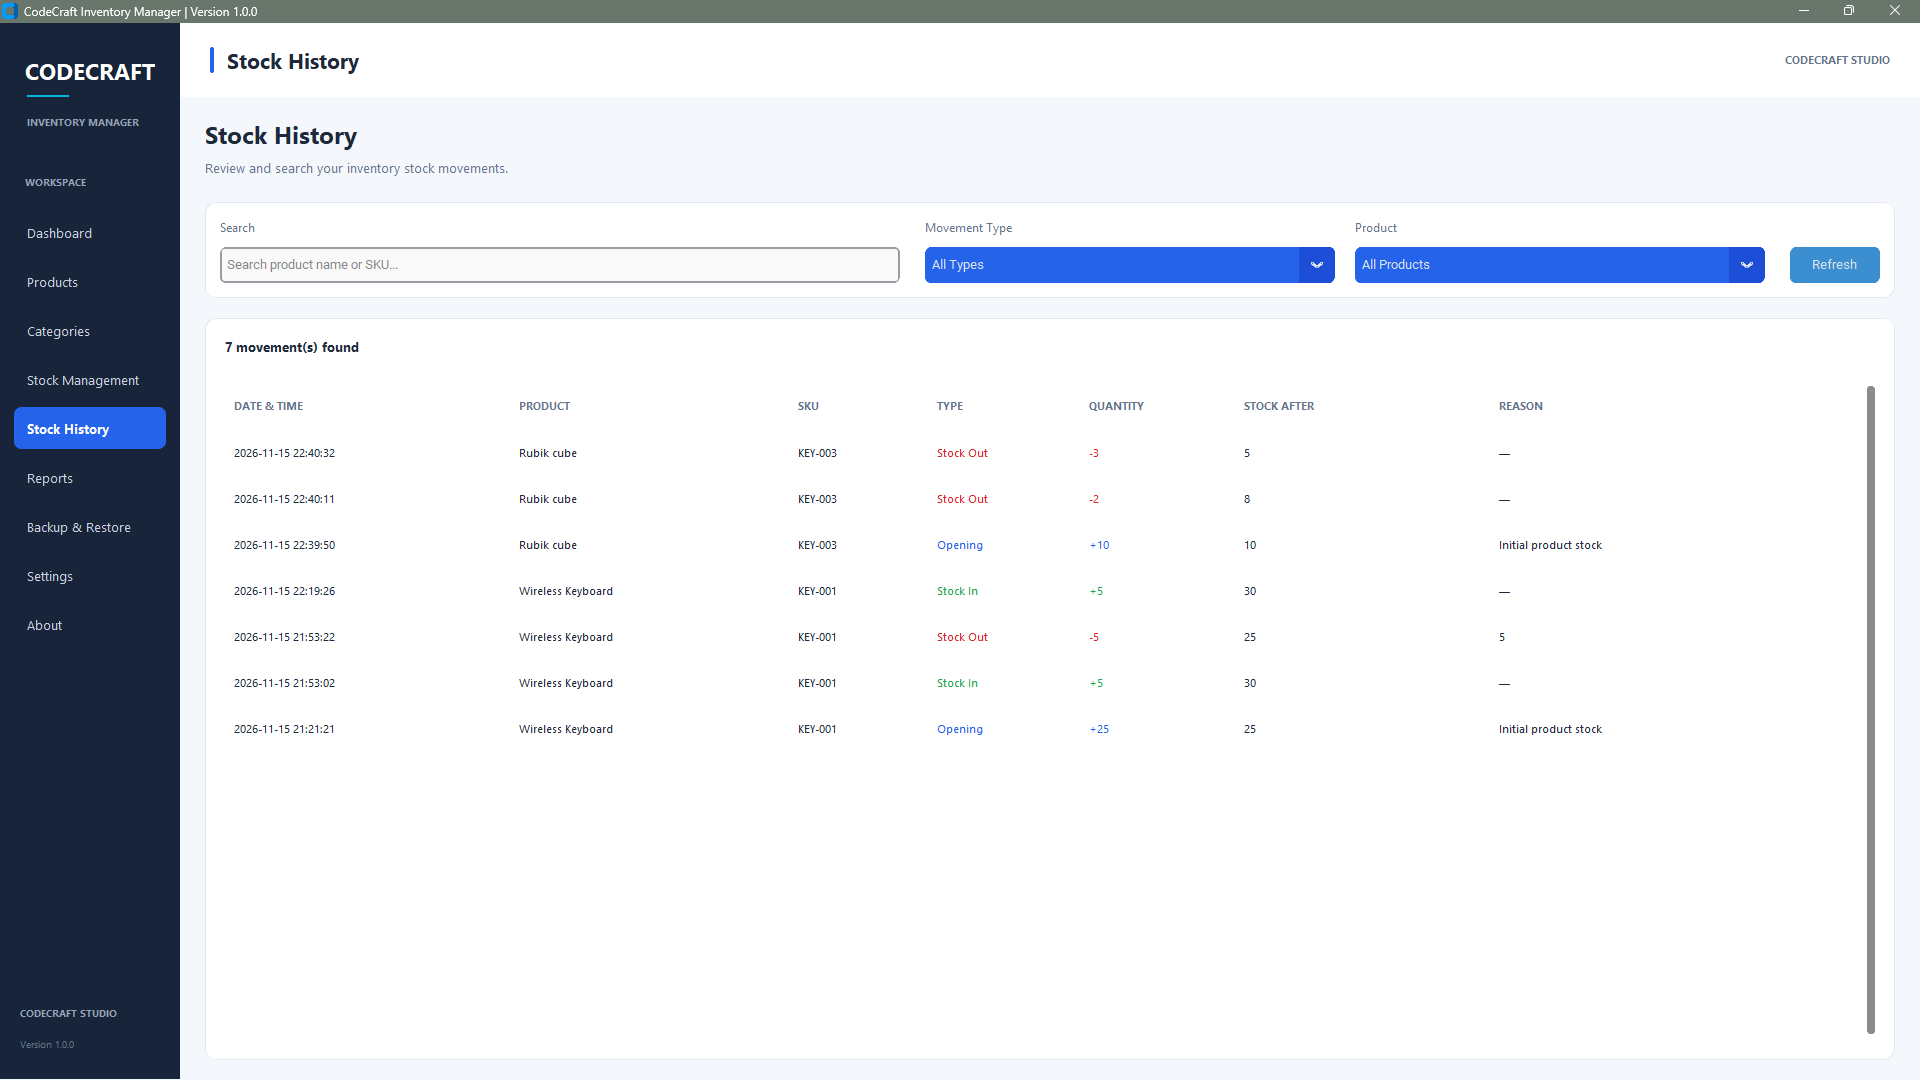 CodeCraft Inventory Manager | Version 1.0.0
CODECRAFT
INVENTORY MANAGER
WORKSPACE
Dashboard
Products
Categories
Stock Management
Stock History
Reports
Backup & Restore
Settings
About
CODECRAFT STUDIO
Version 1.0.0
Stock History
CODECRAFT STUDIO
Stock History
Review and search your inventory stock movements.
Search Movement Type Product
Search product name or SKU... All Types All Products Refresh
7 movement(s) found
DATE & TIME PRODUCT SKU TYPE QUANTITY STOCK AFTER REASON
2026-11-15 22:40:32 Rubik cube KEY-003 Stock Out -3 5 —
2026-11-15 22:40:11 Rubik cube KEY-003 Stock Out -2 8 —
2026-11-15 22:39:50 Rubik cube KEY-003 Opening +10 10 Initial product stock
2026-11-15 22:19:26 Wireless Keyboard KEY-001 Stock In +5 30 —
2026-11-15 21:53:22 Wireless Keyboard KEY-001 Stock Out -5 25 5
2026-11-15 21:53:02 Wireless Keyboard KEY-001 Stock In +5 30 —
2026-11-15 21:21:21 Wireless Keyboard KEY-001 Opening +25 25 Initial product stock